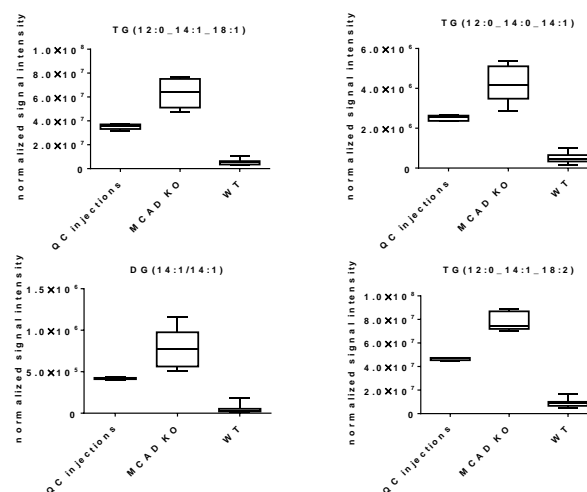 TG(12:0_14:1_18:1)
normalized signal intensity
1.0×10⁸
8.0×10⁷
6.0×10⁷
4.0×10⁷
2.0×10⁷
0
QC injections
MCAD KO
WT
TG(12:0_14:0_14:1)
normalized signal intensity
6.0×10⁶
4.0×10⁶
2.0×10⁶
0
QC injections
MCAD KO
WT
DG(14:1/14:1)
normalized signal intensity
1.5×10⁶
1.0×10⁶
5.0×10⁵
0
QC injections
MCAD KO
WT
TG(12:0_14:1_18:2)
normalized signal intensity
1.0×10⁸
8.0×10⁷
6.0×10⁷
4.0×10⁷
2.0×10⁷
0
QC injections
MCAD KO
WT